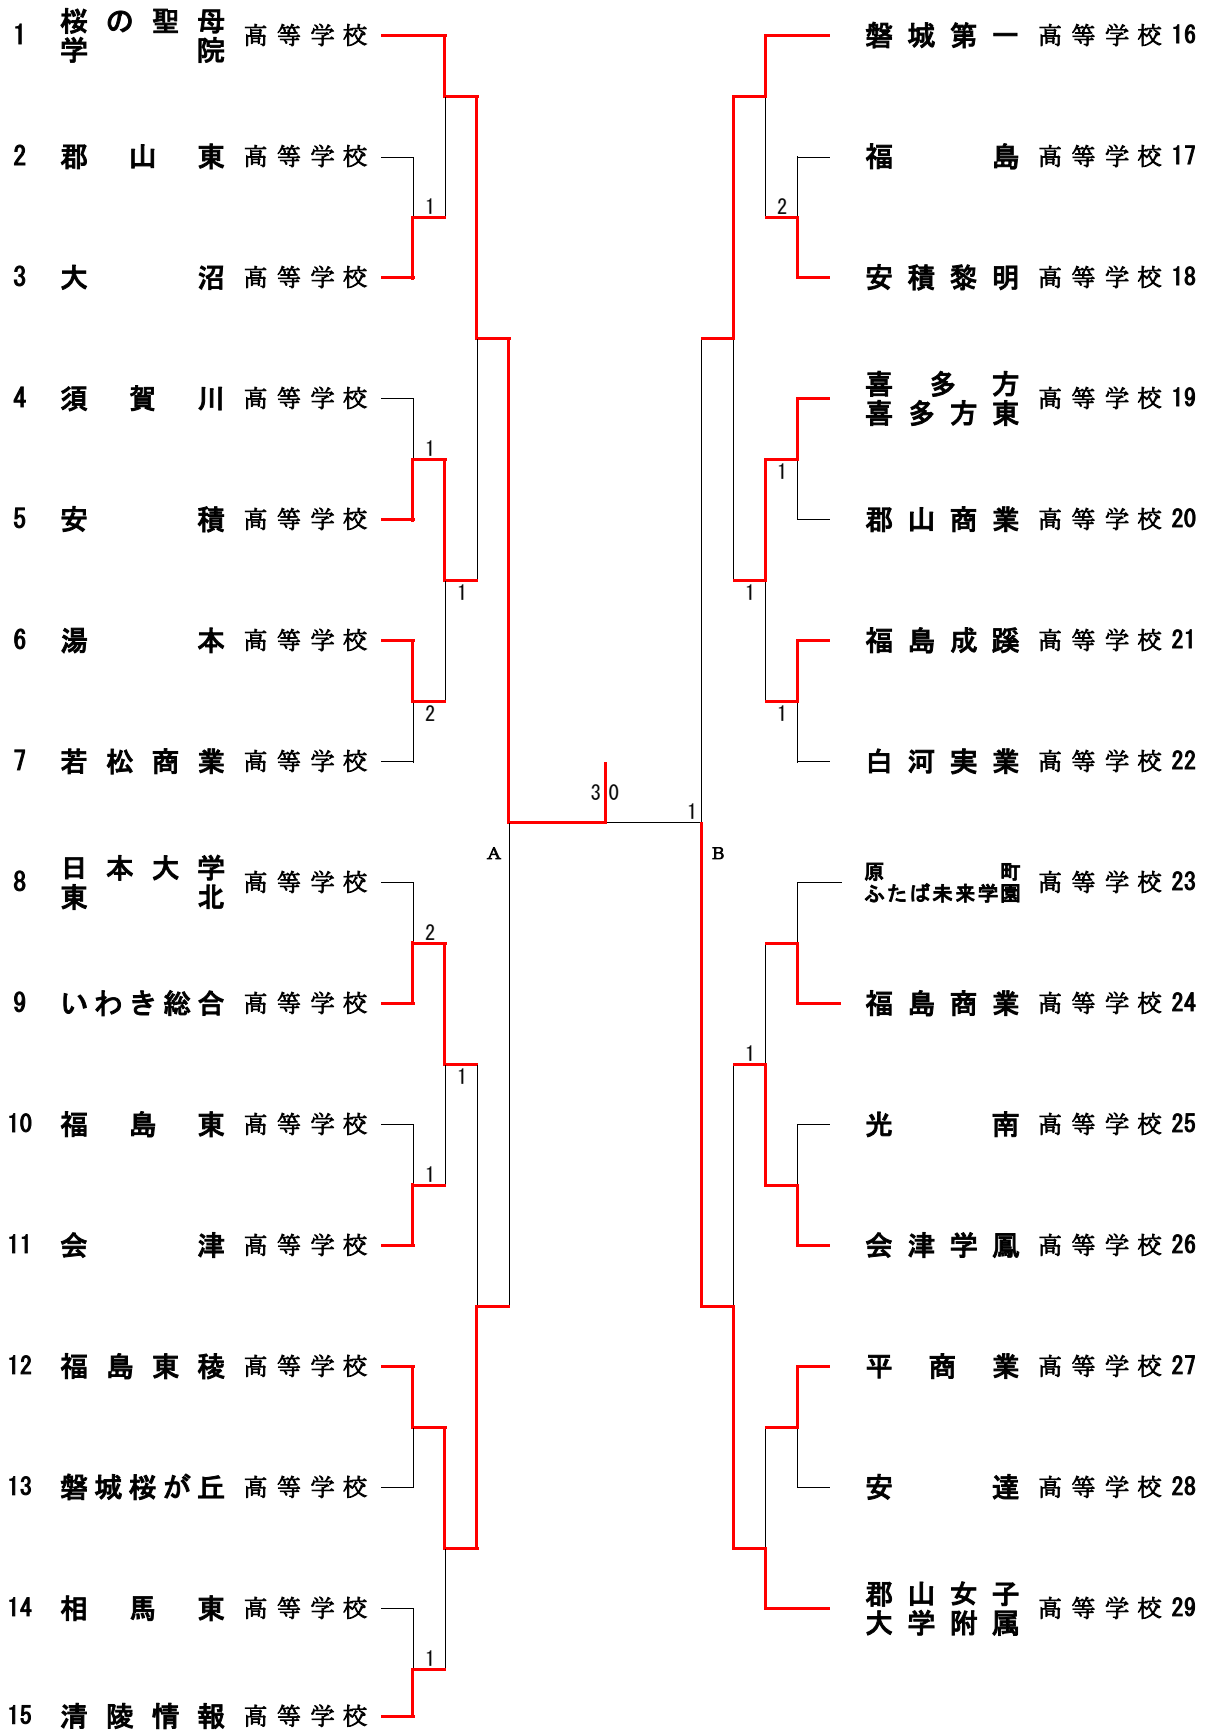 1 桜の聖母学院 高等学校
2 郡山東 高等学校
3 大沼 高等学校
4 須賀川 高等学校
5 安積 高等学校
6 湯本 高等学校
7 若松商業 高等学校
8 日本大学東北 高等学校
9 いわき総合 高等学校
10 福島東 高等学校
11 会津 高等学校
12 福島東稜 高等学校
13 磐城桜が丘 高等学校
14 相馬東 高等学校
15 清陵情報 高等学校
1
1
1
2
2
1
1
1
A
3 0
1
B
2
1
1
1
1
磐城第一 高等学校 16
福島 高等学校 17
安積黎明 高等学校 18
喜多方
喜多方東 高等学校 19
郡山商業 高等学校 20
福島成蹊 高等学校 21
白河実業 高等学校 22
原町
ふたば未来学園 高等学校 23
福島商業 高等学校 24
光南 高等学校 25
会津学鳳 高等学校 26
平商業 高等学校 27
安達 高等学校 28
郡山女子
大学附属 高等学校 29